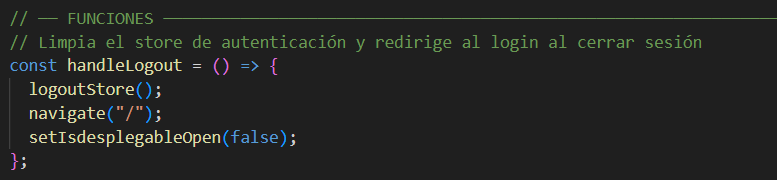 // —— FUNCIONES ——————————————————————————————————————————————
// Limpia el store de autenticación y redirige al login al cerrar sesión
const handleLogout = () => {
  logoutStore();
  navigate("/");
  setIsdesplegableOpen(false);
};